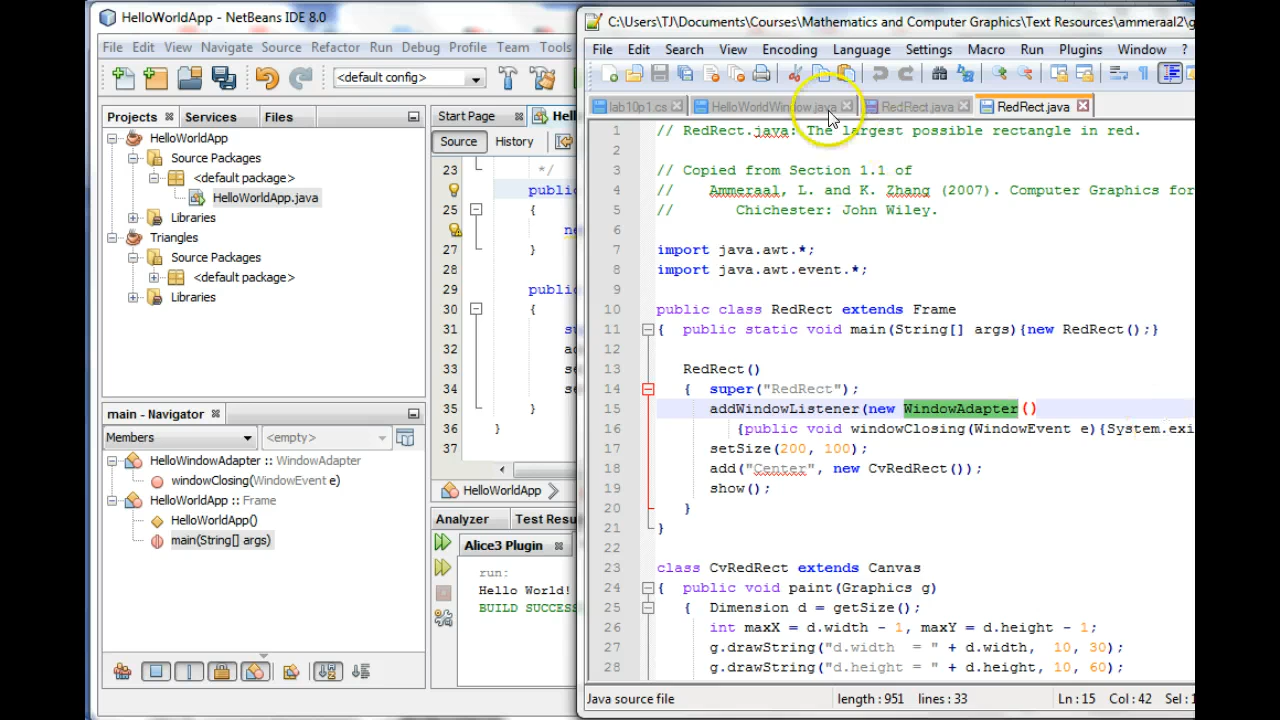 HelloWorldApp - NetBeans IDE 8.0
File Edit View Navigate Source Refactor Run Debug Profile Team Tools
<default config>
Projects Services Files
HelloWorldApp
Source Packages
<default package>
HelloWorldApp.java
Libraries
Triangles
Source Packages
<default package>
Libraries
main - Navigator
Members <empty>
HelloWindowAdapter :: WindowAdapter
windowClosing(WindowEvent e)
HelloWorldApp :: Frame
HelloWorldApp()
main(String[] args)
Start Page Hel
Source History
23 */
public
25 {
27 }
28
29 public
30 {
31
32
33
34
35 }
36 }
37
HelloWorldApp
Analyzer Test Resu
Alice3 Plugin
run:
Hello World!
BUILD SUCCESS
C:\Users\TJ\Documents\Courses\Mathematics and Computer Graphics\Text Resources\ammeraal2\g
File Edit Search View Encoding Language Settings Macro Run Plugins Window ?
lab10p1.cs HelloWorldWindow.java RedRect.java RedRect.java
1 // RedRect.java: The largest possible rectangle in red.
2
3 // Copied from Section 1.1 of
4 // Ammeraal, L. and K. Zhang (2007). Computer Graphics for
5 // Chichester: John Wiley.
6
7 import java.awt.*;
8 import java.awt.event.*;
9
10 public class RedRect extends Frame
11 { public static void main(String[] args){new RedRect();}
12
13 RedRect()
14 { super("RedRect");
15 addWindowListener(new WindowAdapter()
16 {public void windowClosing(WindowEvent e){System.exi
17 setSize(200, 100);
18 add("Center", new CvRedRect());
19 show();
20 }
21 }
22
23 class CvRedRect extends Canvas
24 { public void paint(Graphics g)
25 { Dimension d = getSize();
26 int maxX = d.width - 1, maxY = d.height - 1;
27 g.drawString("d.width = " + d.width, 10, 30);
28 g.drawString("d.height = " + d.height, 10, 60);
Java source file length : 951 lines : 33 Ln : 15 Col : 42 Sel : 1